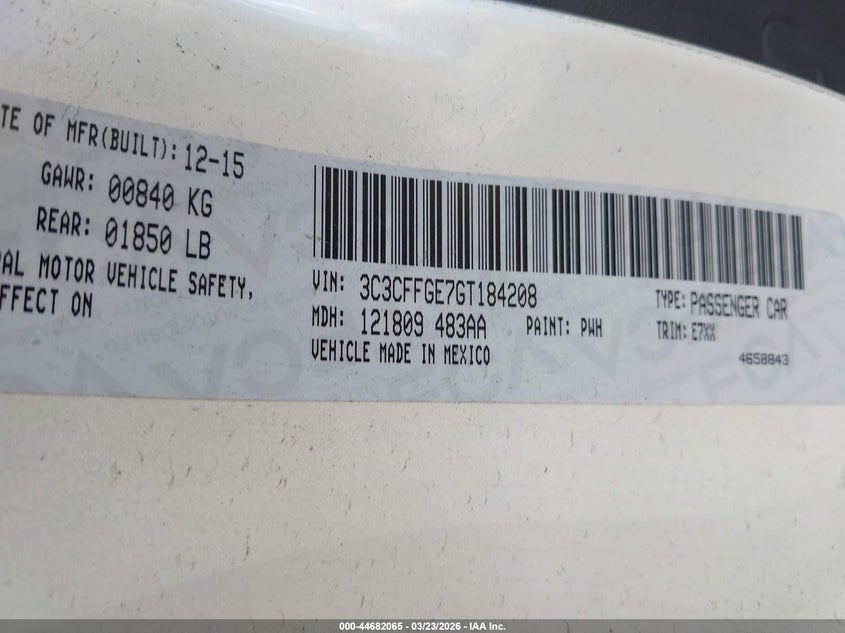 TE OF MFR(BUILT): 12-15
GAWR: 00840 KG
REAR: 01850 LB
AL MOTOR VEHICLE SAFETY,
FFECT ON
VIN: 3C3CFFGE7GT184208
MDH: 121809 483AA PAINT: PWH
VEHICLE MADE IN MEXICO
TYPE: PASSENGER CAR
TRIM: E7XX
4658843
000-44682065 - 03/23/2026 - IAA Inc.